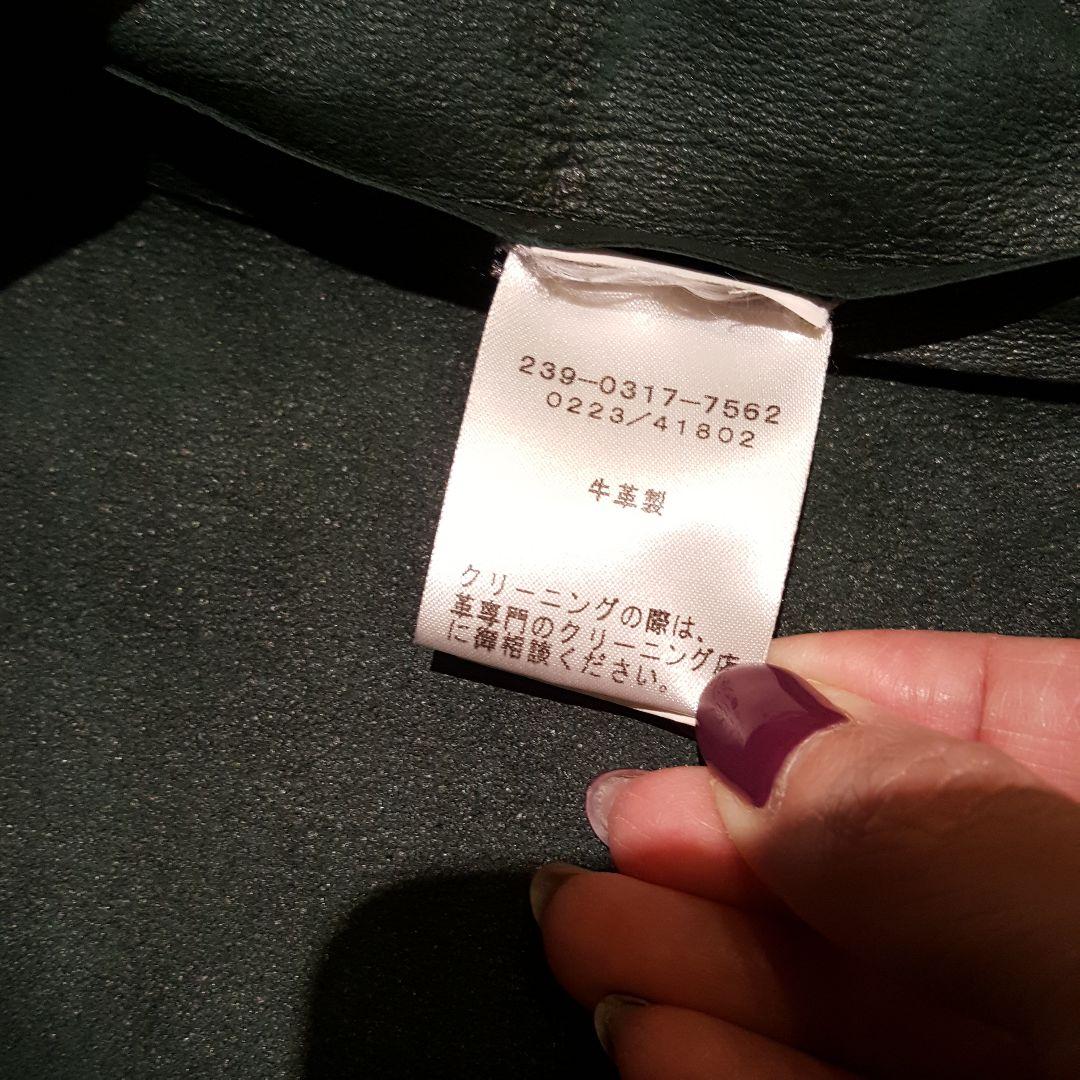 239-0317-7562
0223/41802
牛革製
クリーニングの際は、
革専門のクリーニング店
に御相談ください。